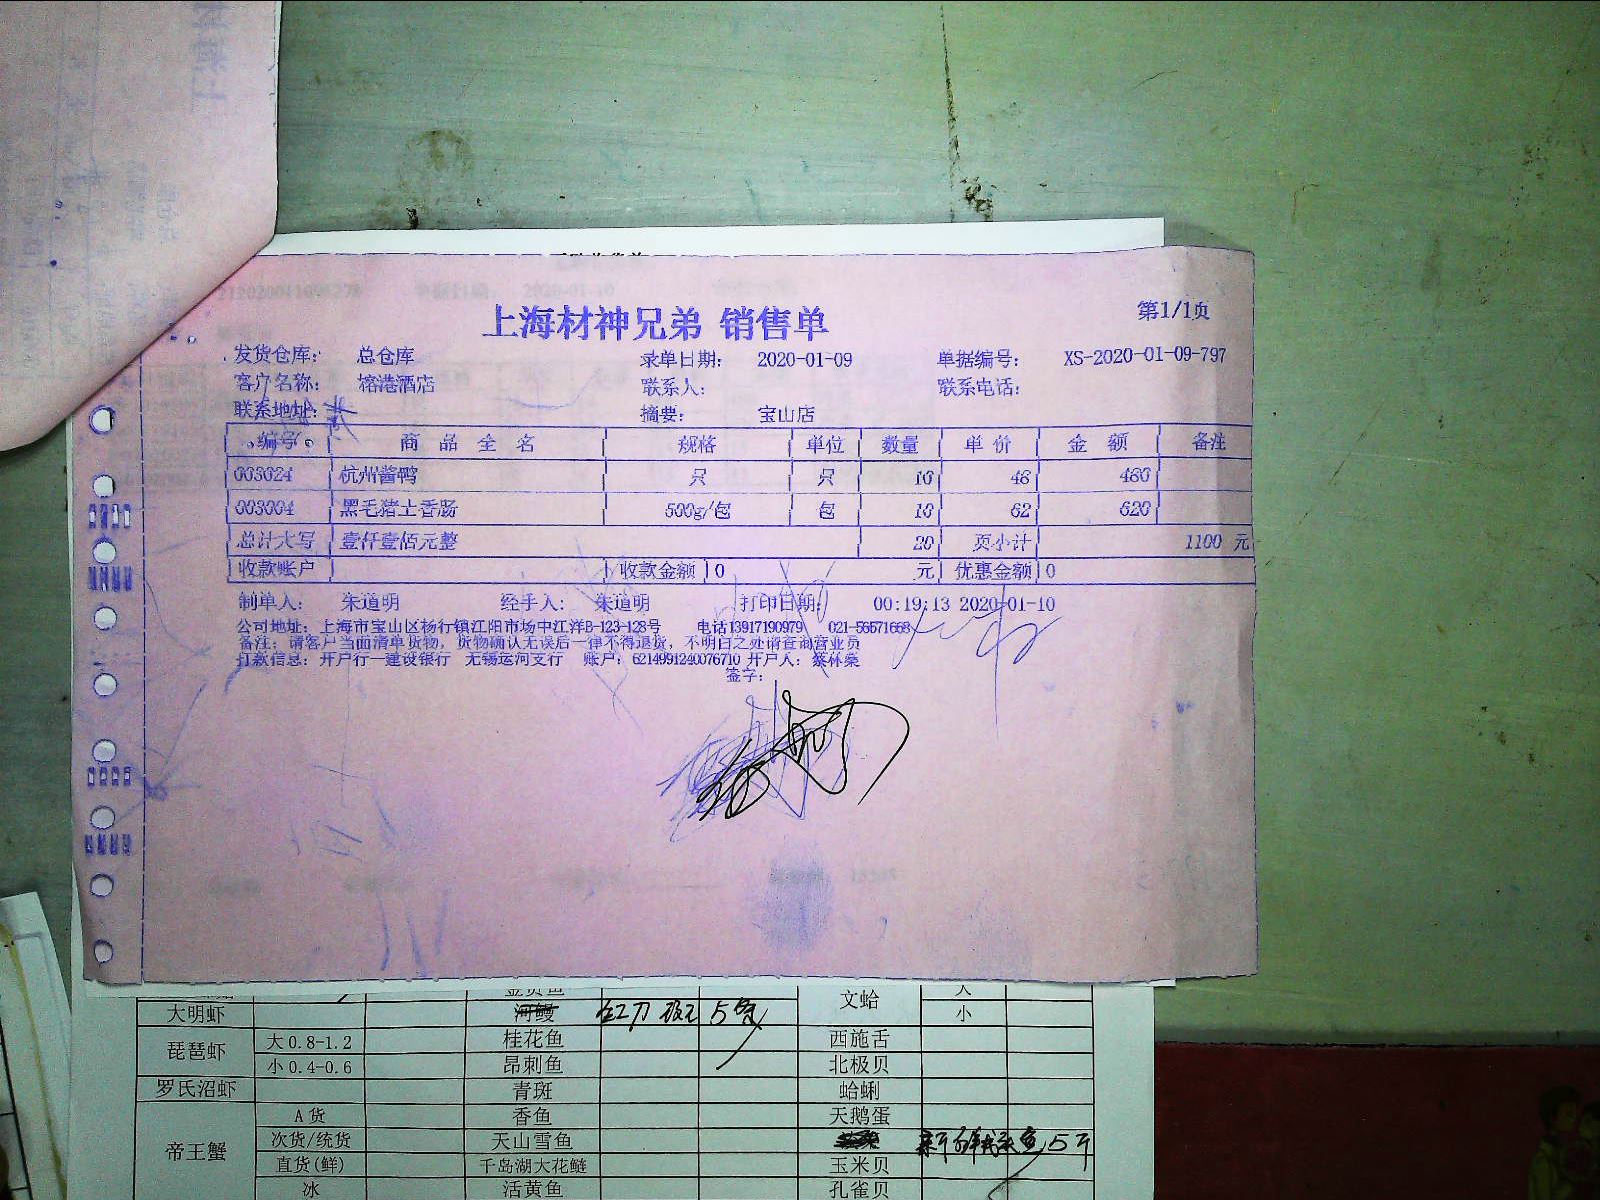 上海材神兄弟 销售单
第1/1页
发货仓库： 总仓库 录单日期： 2020-01-09 单据编号： XS-2020-01-09-797
客户名称： 榕港酒店 联系人： 联系电话：
联系地址： 摘要： 宝山店
编号 商品全名 规格 单位 数量 单价 金额 备注
003024 杭州酱鸭 只 只 10 48 480
003004 黑毛猪土香肠 500g/包 包 10 62 620
总计大写 壹仟壹佰元整 20 页小计 1100 元
收款账户 收款金额 0 元 优惠金额 0
制单人： 朱道明 经手人： 朱道明 打印日期： 00:19:13 2020-01-10
公司地址：上海市宝山区杨行镇江阳市场中江洋B-123-128号 电话13917190979 021-56571668
备注：请客户当面清单货物，货物确认无误后一律不得退货，不明白之处请查询营业员
打款信息：开户行一建设银行 无锡运河支行 账户：6214991240076710 开户人：蔡林燊
签字：
大
大明虾 河鳗 红刀 5条 文蛤 小
琵琶虾 大0.8-1.2 桂花鱼 西施舌
小0.4-0.6 昂刺鱼 北极贝
罗氏沼虾 青斑 蛤蜊
A货 香鱼 天鹅蛋
帝王蟹 次货/统货 天山雪鱼 5斤
直货(鲜) 千岛湖大花鲢 玉米贝
冰 活黄鱼 孔雀贝